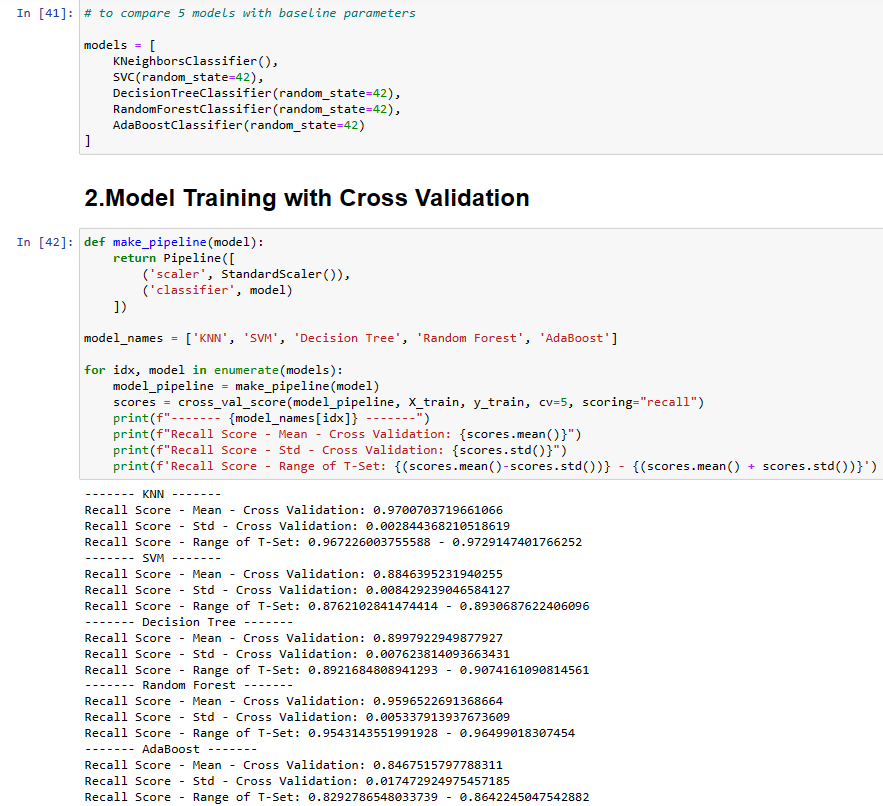 In [41]: # to compare 5 models with baseline parameters
models = [
    KNeighborsClassifier(),
    SVC(random_state=42),
    DecisionTreeClassifier(random_state=42),
    RandomForestClassifier(random_state=42),
    AdaBoostClassifier(random_state=42)
]
2.Model Training with Cross Validation
In [42]: def make_pipeline(model):
    return Pipeline([
        ('scaler', StandardScaler()),
        ('classifier', model)
    ])
model_names = ['KNN', 'SVM', 'Decision Tree', 'Random Forest', 'AdaBoost']
for idx, model in enumerate(models):
    model_pipeline = make_pipeline(model)
    scores = cross_val_score(model_pipeline, X_train, y_train, cv=5, scoring="recall")
    print(f"------- {model_names[idx]} -------")
    print(f"Recall Score - Mean - Cross Validation: {scores.mean()}")
    print(f"Recall Score - Std - Cross Validation: {scores.std()}")
    print(f'Recall Score - Range of T-Set: {(scores.mean()-scores.std())} - {(scores.mean() + scores.std())}')
------- KNN -------
Recall Score - Mean - Cross Validation: 0.9700703719661066
Recall Score - Std - Cross Validation: 0.002844368210518619
Recall Score - Range of T-Set: 0.967226003755588 - 0.9729147401766252
------- SVM -------
Recall Score - Mean - Cross Validation: 0.8846395231940255
Recall Score - Std - Cross Validation: 0.008429239046584127
Recall Score - Range of T-Set: 0.8762102841474414 - 0.8930687622406096
------- Decision Tree -------
Recall Score - Mean - Cross Validation: 0.8997922949877927
Recall Score - Std - Cross Validation: 0.007623814093663431
Recall Score - Range of T-Set: 0.8921684808941293 - 0.9074161090814561
------- Random Forest -------
Recall Score - Mean - Cross Validation: 0.9596522691368664
Recall Score - Std - Cross Validation: 0.005337913937673609
Recall Score - Range of T-Set: 0.9543143551991928 - 0.96499018307454
------- AdaBoost -------
Recall Score - Mean - Cross Validation: 0.8467515797788311
Recall Score - Std - Cross Validation: 0.017472924975457185
Recall Score - Range of T-Set: 0.8292786548033739 - 0.8642245047542882